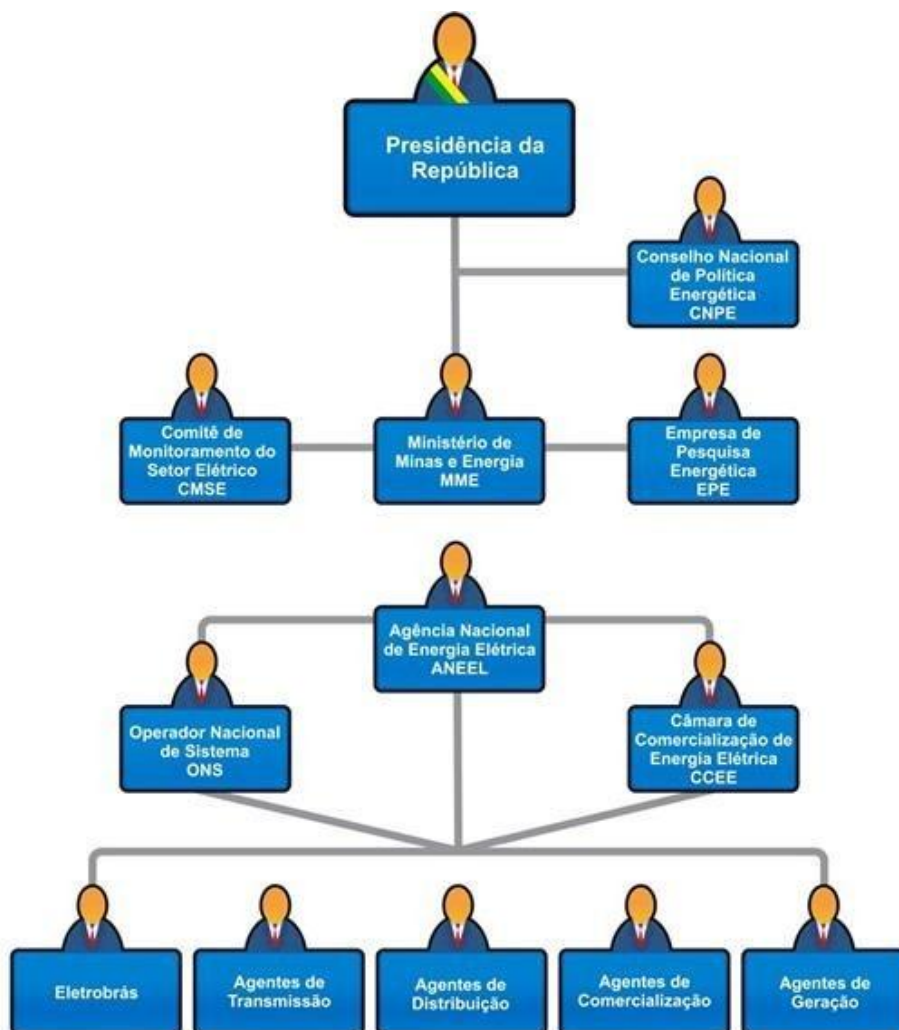 Presidência da
República
Conselho Nacional
de Política
Energética
CNPE
Comitê de
Monitoramento do
Setor Elétrico
CMSE
Ministério de
Minas e Energia
MME
Empresa de
Pesquisa
Energética
EPE
Agência Nacional
de Energia Elétrica
ANEEL
Operador Nacional
de Sistema
ONS
Câmara de
Comercialização de
Energia Elétrica
CCEE
Eletrobrás
Agentes de
Transmissão
Agentes de
Distribuição
Agentes de
Comercialização
Agentes de
Geração